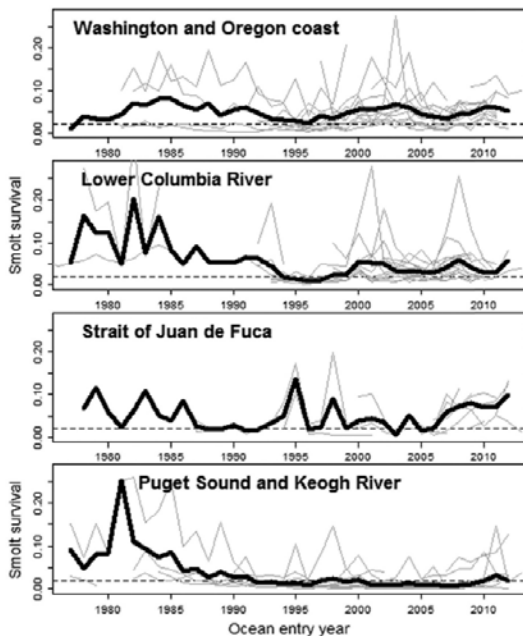 Washington and Oregon coast
0.20
0.10
0.00
1980 1985 1990 1995 2000 2005 2010
Lower Columbia River
Smolt survival
0.20
0.10
0.00
1980 1985 1990 1995 2000 2005 2010
Strait of Juan de Fuca
0.20
0.10
0.00
1980 1985 1990 1995 2000 2005 2010
Puget Sound and Keogh River
Smolt survival
0.20
0.10
0.00
1980 1985 1990 1995 2000 2005 2010
Ocean entry year